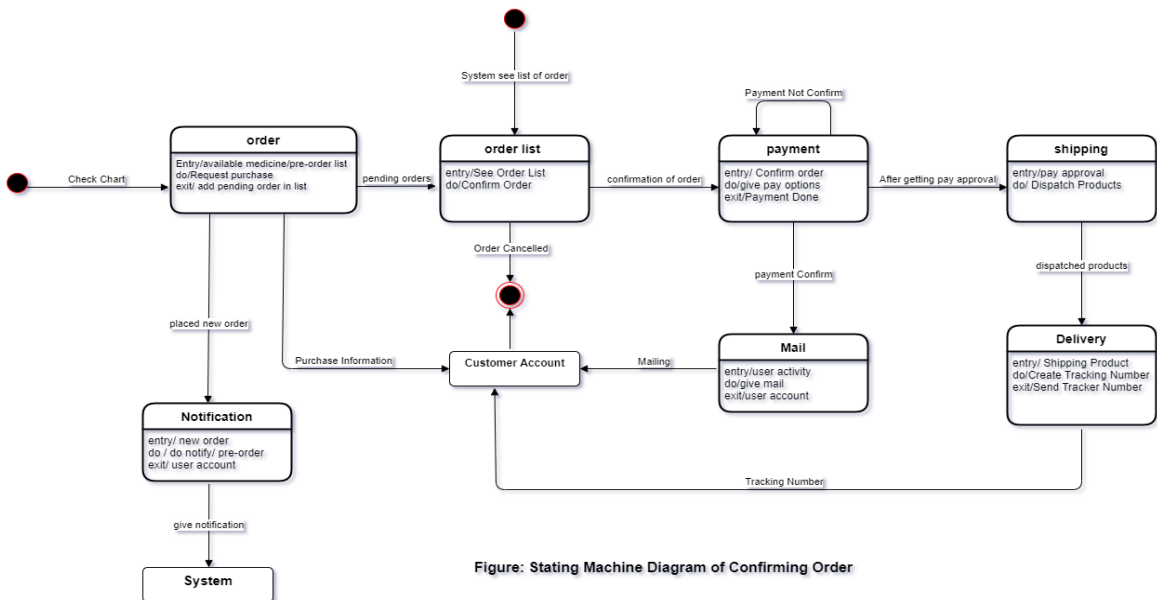 System see list of order
Payment Not Confirm
order
Entry/available medicine/pre-order list
do/Request purchase
exit/ add pending order in list
order list
entry/See Order List
do/Confirm Order
payment
entry/ Confirm order
do/give pay options
exit/Payment Done
shipping
entry/pay approval
do/ Dispatch Products
Check Chart
pending orders
confirmation of order
After getting pay approval
Order Cancelled
payment Confirm
dispatched products
placed new order
Purchase Information
Customer Account
Mailing
Mail
entry/user activity
do/give mail
exit/user account
Delivery
entry/ Shipping Product
do/Create Tracking Number
exit/Send Tracker Number
Notification
entry/ new order
do / do notify/ pre-order
exit/ user account
Tracking Number
give notification
System
Figure: Stating Machine Diagram of Confirming Order